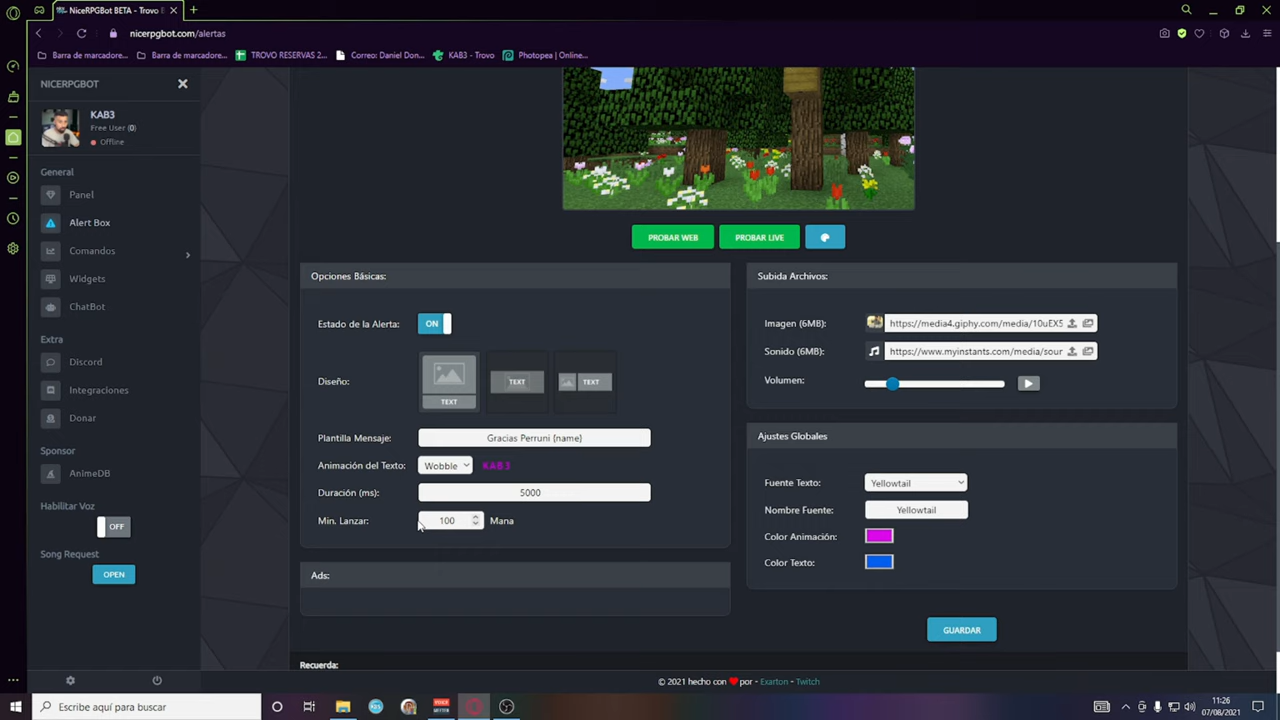 NiceRPGBot BETA - Trovo
nicerpgbot.com/alertas
Barra de marcadore...
Barra de marcadore...
TROVO RESERVAS 2...
Correo: Daniel Don...
KAB3 - Trovo
Photopea | Online...
NICERPGBOT
KAB3
Free User (0)
Offline
General
Panel
Alert Box
Comandos
Widgets
ChatBot
Extra
Discord
Integraciones
Donar
Sponsor
AnimeDB
Habilitar Voz
OFF
Song Request
OPEN
PROBAR WEB
PROBAR LIVE
Opciones Básicas:
Estado de la Alerta:
ON
Diseño:
TEXT
TEXT
TEXT
Plantilla Mensaje:
Gracias Perruni {name}
Animación del Texto:
Wobble
KAB3
Duración (ms):
5000
Min. Lanzar:
100
Mana
Ads:
Subida Archivos:
Imagen (6MB):
https://media4.giphy.com/media/10uEX5
Sonido (6MB):
https://www.myinstants.com/media/sour
Volumen:
Ajustes Globales
Fuente Texto:
Yellowtail
Nombre Fuente:
Yellowtail
Color Animación:
Color Texto:
GUARDAR
Recuerda:
© 2021 hecho con ❤ por - Exarton - Twitch
Escribe aquí para buscar
11:26
07/08/2021